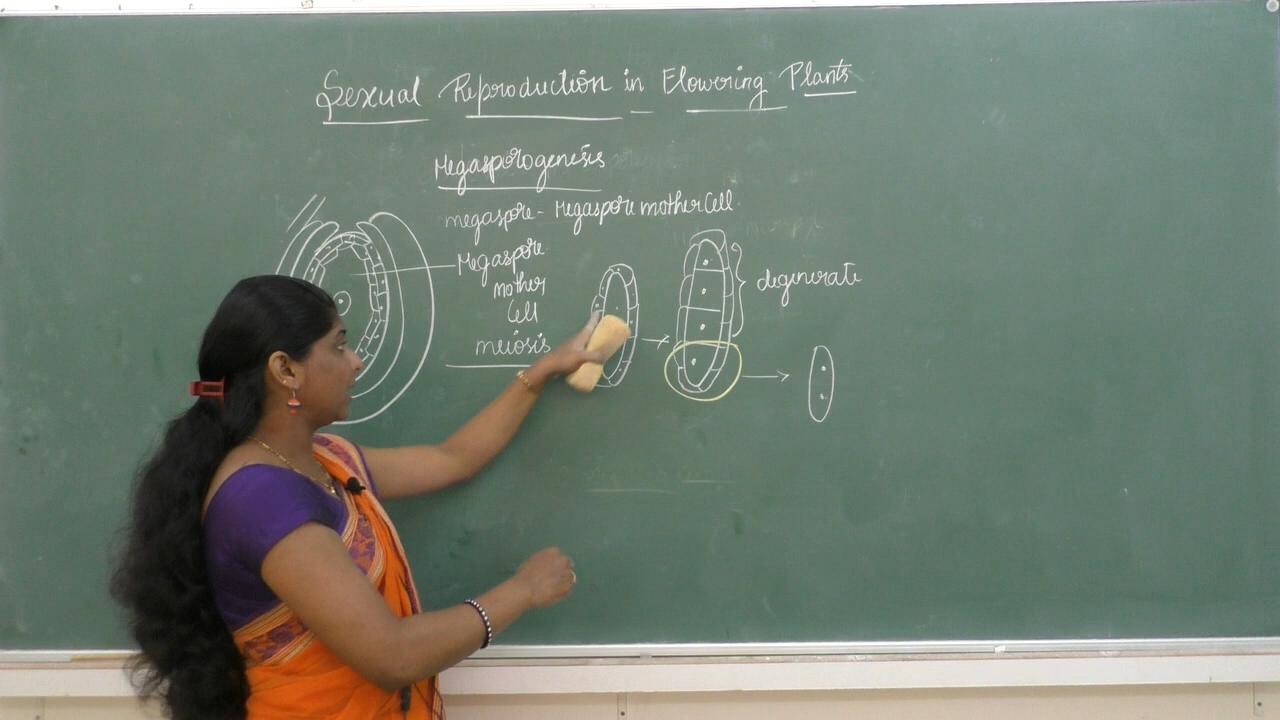 Sexual Reproduction in Flowering Plants
Megasporogenesis
megaspore - Megaspore mother Cell
Megaspore
mother
Cell
meiosis
degenerate